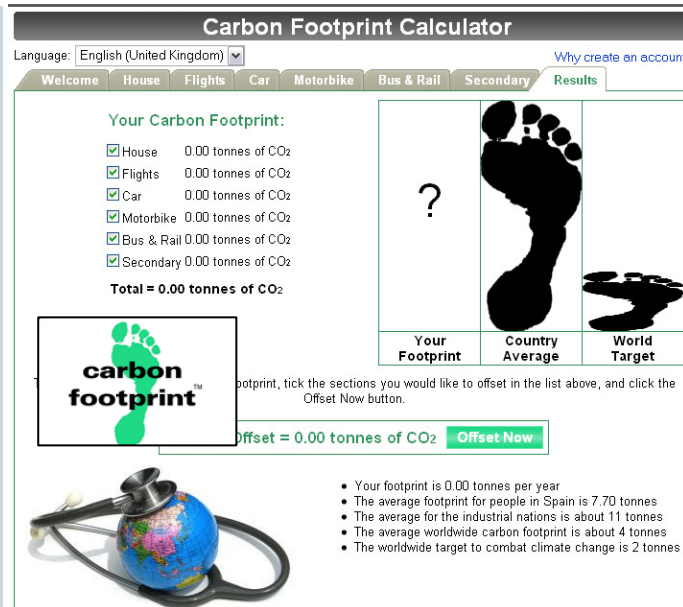 Carbon Footprint Calculator
Language: English (United Kingdom)
Why create an account
Welcome House Flights Car Motorbike Bus & Rail Secondary Results
Your Carbon Footprint:
House 0.00 tonnes of CO2
Flights 0.00 tonnes of CO2
Car 0.00 tonnes of CO2
Motorbike 0.00 tonnes of CO2
Bus & Rail 0.00 tonnes of CO2
Secondary 0.00 tonnes of CO2
Total = 0.00 tonnes of CO2
?
Your Footprint
Country Average
World Target
carbon
footprint™
footprint, tick the sections you would like to offset in the list above, and click the
Offset Now button.
Offset = 0.00 tonnes of CO2 Offset Now
• Your footprint is 0.00 tonnes per year
• The average footprint for people in Spain is 7.70 tonnes
• The average for the industrial nations is about 11 tonnes
• The average worldwide carbon footprint is about 4 tonnes
• The worldwide target to combat climate change is 2 tonnes